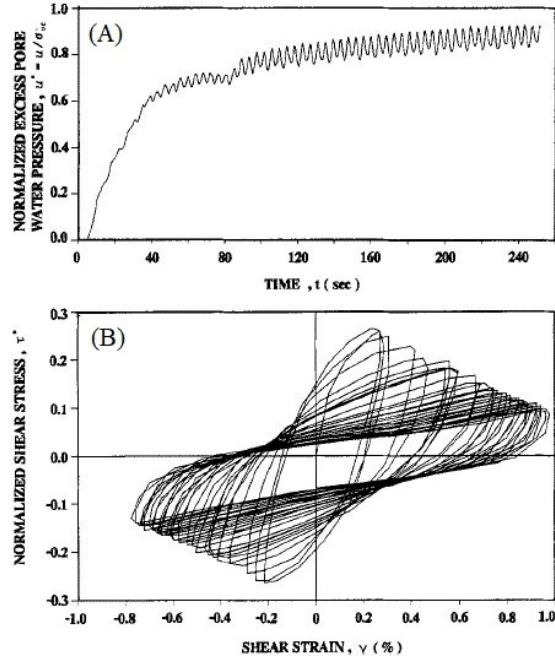 (A)
NORMALIZED EXCESS PORE
WATER PRESSURE , u* = u/σvc
1.0
0.8
0.6
0.4
0.2
0.0
0 40 80 120 160 200 240
TIME , t ( sec )
(B)
NORMALIZED SHEAR STRESS , τ*
0.3
0.2
0.1
0.0
-0.1
-0.2
-0.3
-1.0 -0.8 -0.6 -0.4 -0.2 0 0.2 0.4 0.6 0.8 1.0
SHEAR STRAIN , γ ( % )